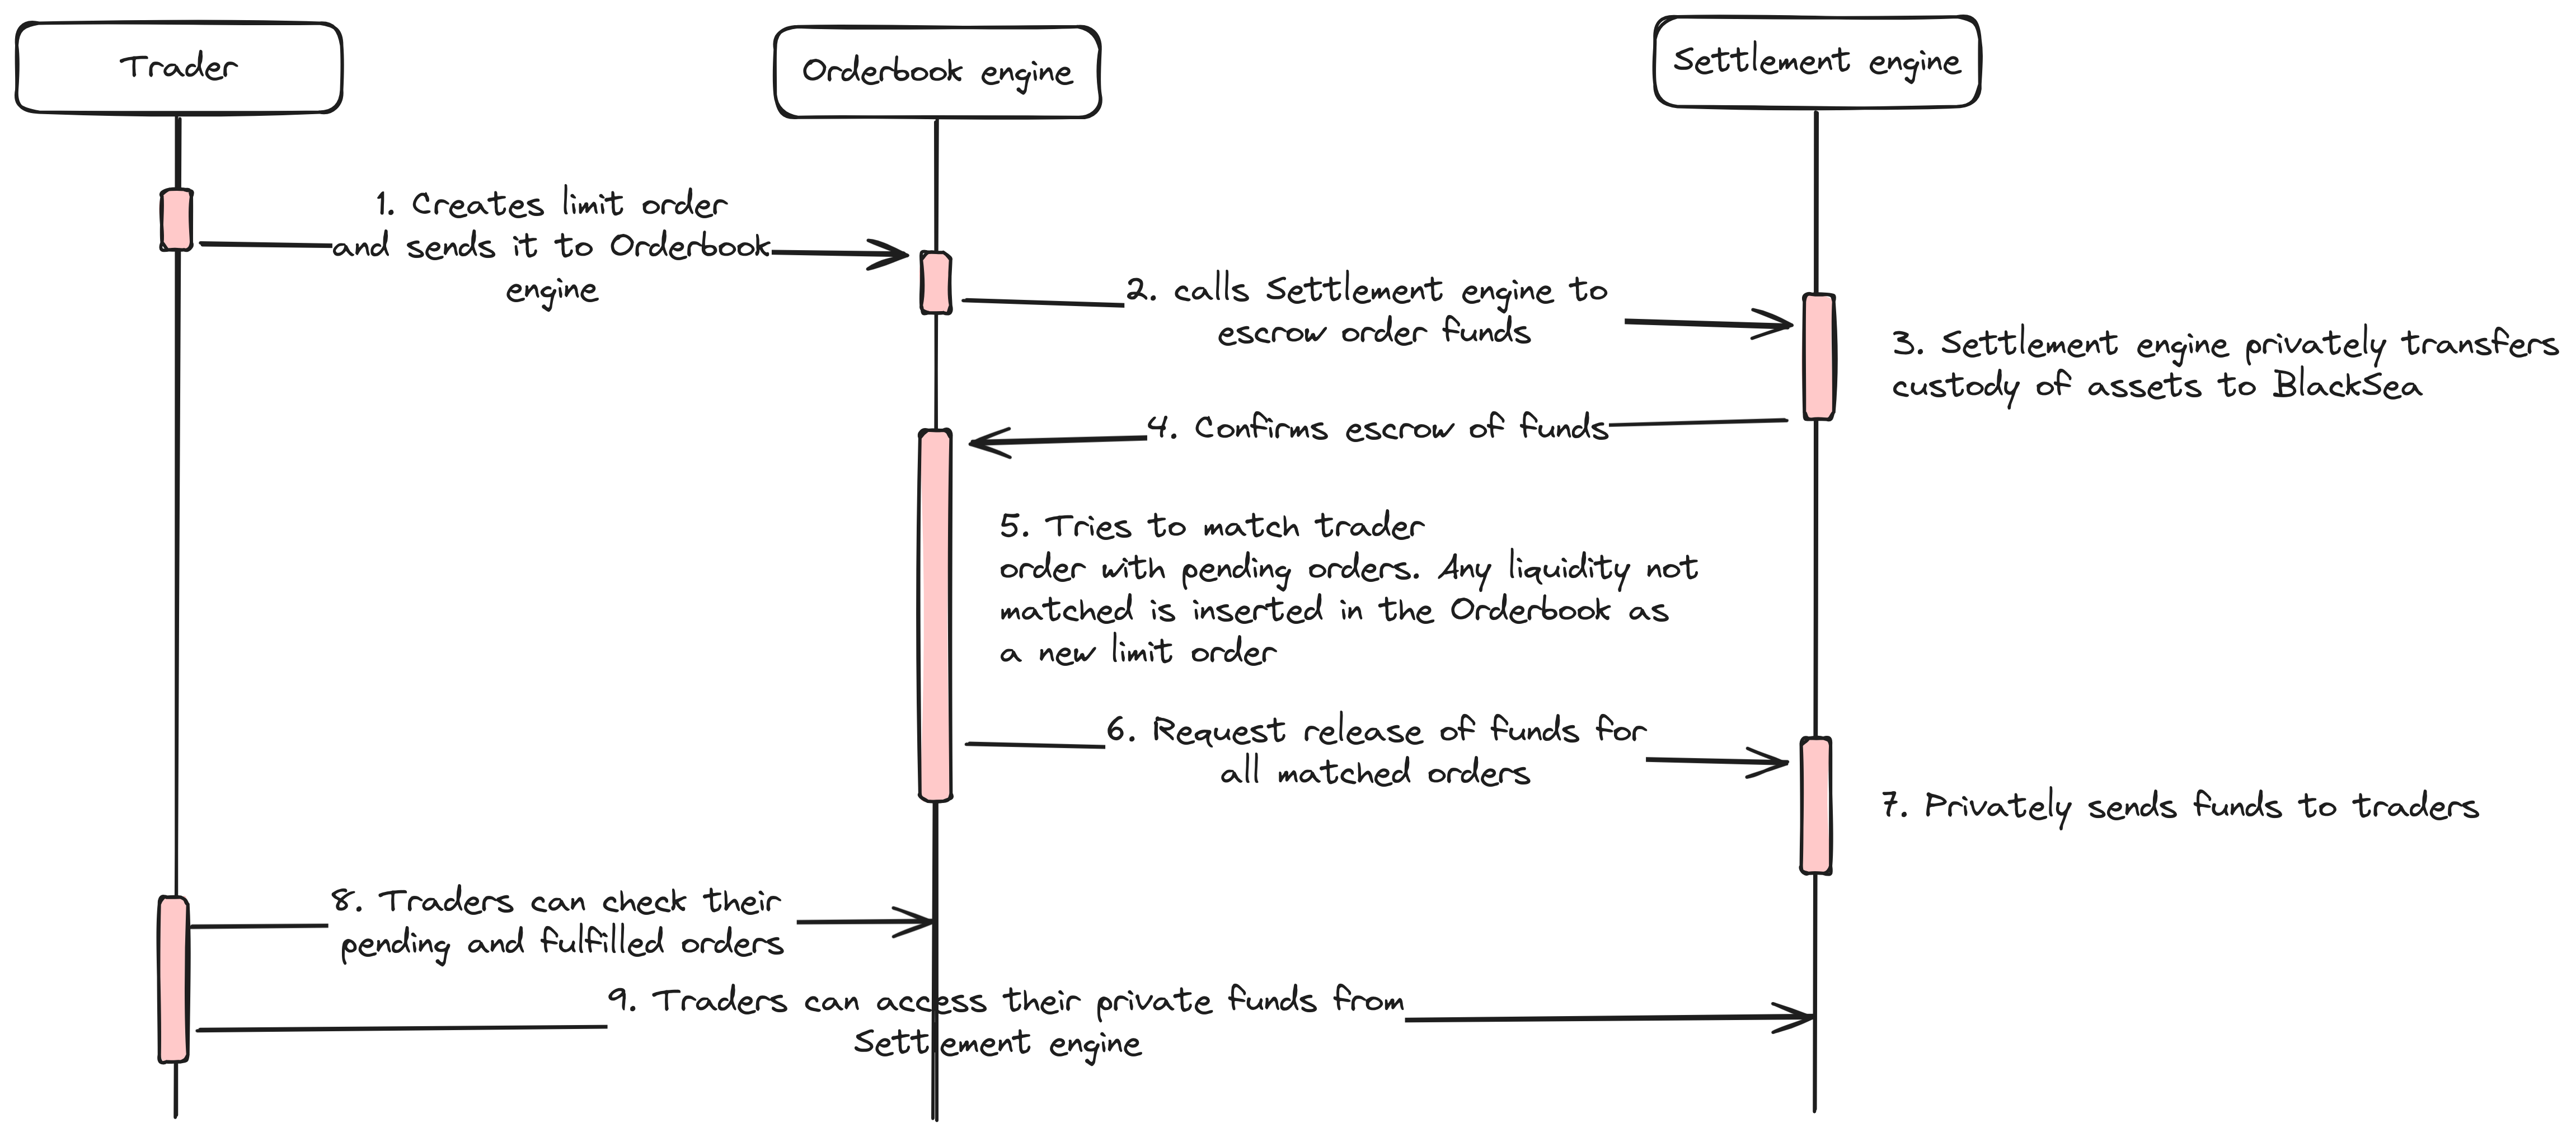 Trader
Orderbook engine
Settlement engine
1. Creates limit order
and sends it to Orderbook
engine
2. calls Settlement engine to
escrow order funds
3. Settlement engine privately transfers
custody of assets to BlackSea
4. Confirms escrow of funds
5. Tries to match trader
order with pending orders. Any liquidity not
matched is inserted in the Orderbook as
a new limit order
6. Request release of funds for
all matched orders
7. Privately sends funds to traders
8. Traders can check their
pending and fulfilled orders
9. Traders can access their private funds from
Settlement engine